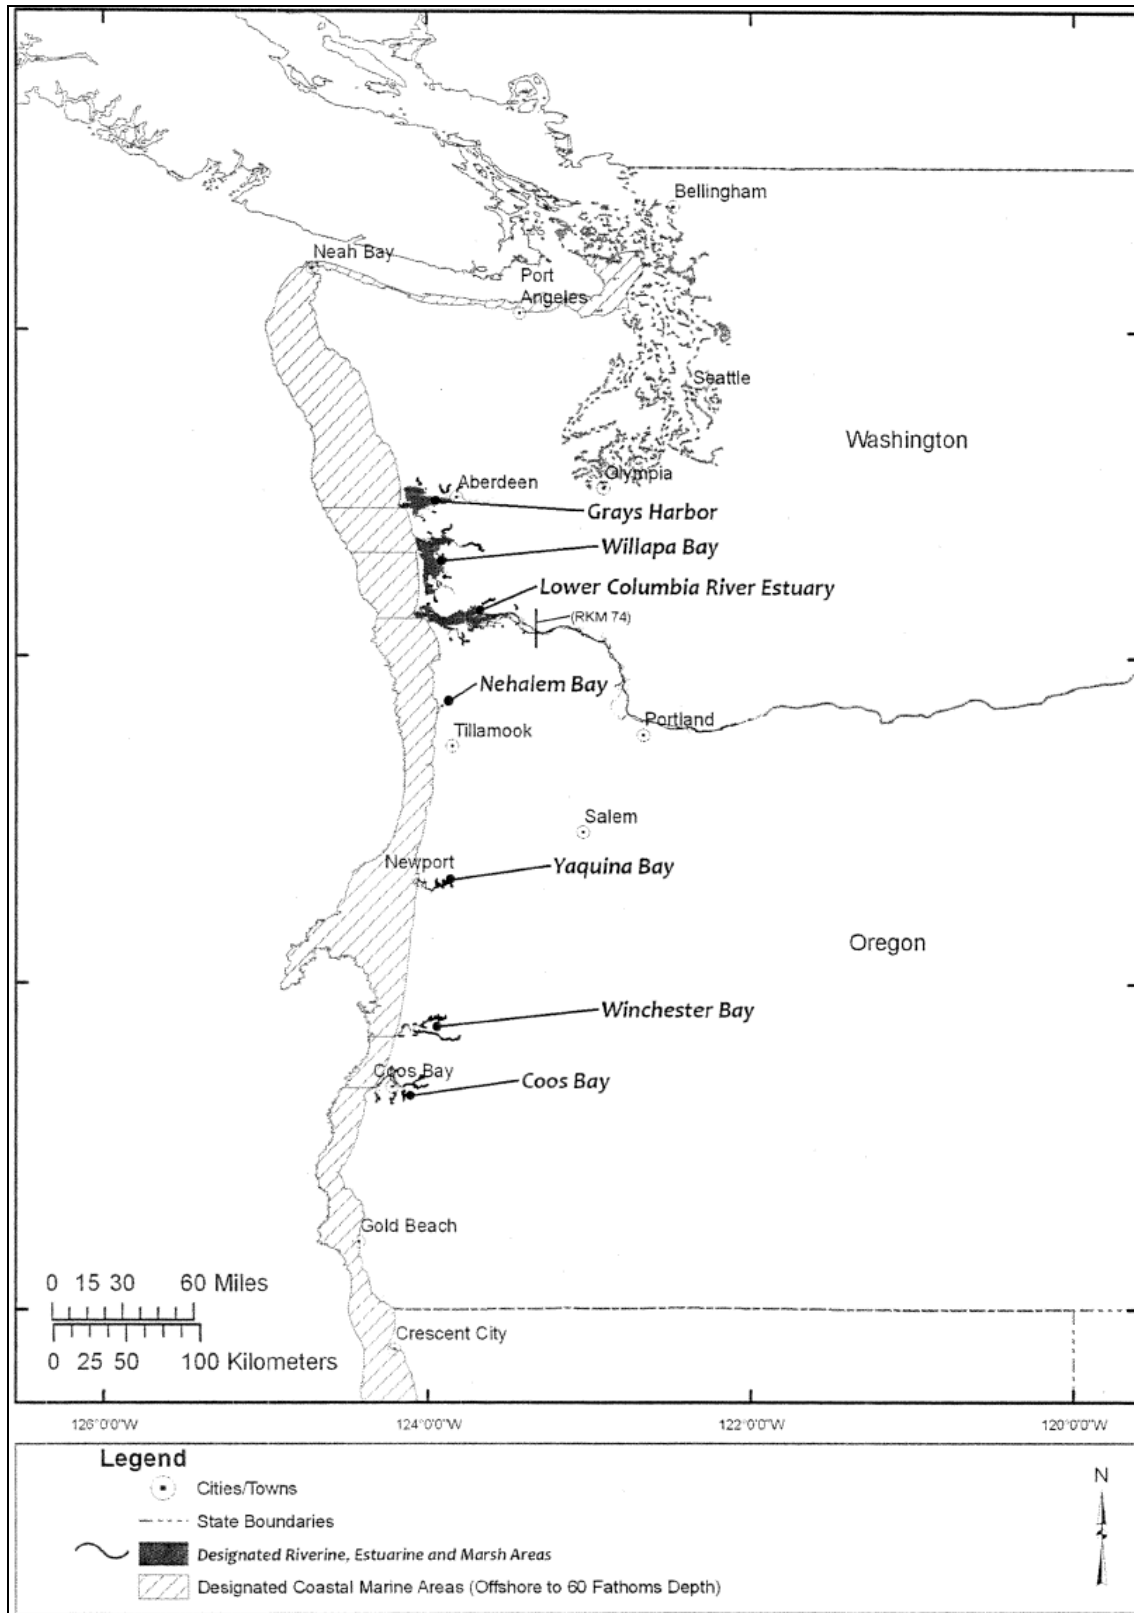 Bellingham
Neah Bay
Port
Angeles
Seattle
Washington
Olympia
Aberdeen
Grays Harbor
Willapa Bay
Lower Columbia River Estuary
(RKM 74)
Nehalem Bay
Portland
Tillamook
Salem
Newport
Yaquina Bay
Oregon
Winchester Bay
Coos Bay
Coos Bay
Gold Beach
0 15 30 60 Miles
Crescent City
0 25 50 100 Kilometers
126°0'0"W 124°0'0"W 122°0'0"W 120°0'0"W
Legend
N
Cities/Towns
State Boundaries
Designated Riverine, Estuarine and Marsh Areas
Designated Coastal Marine Areas (Offshore to 60 Fathoms Depth)